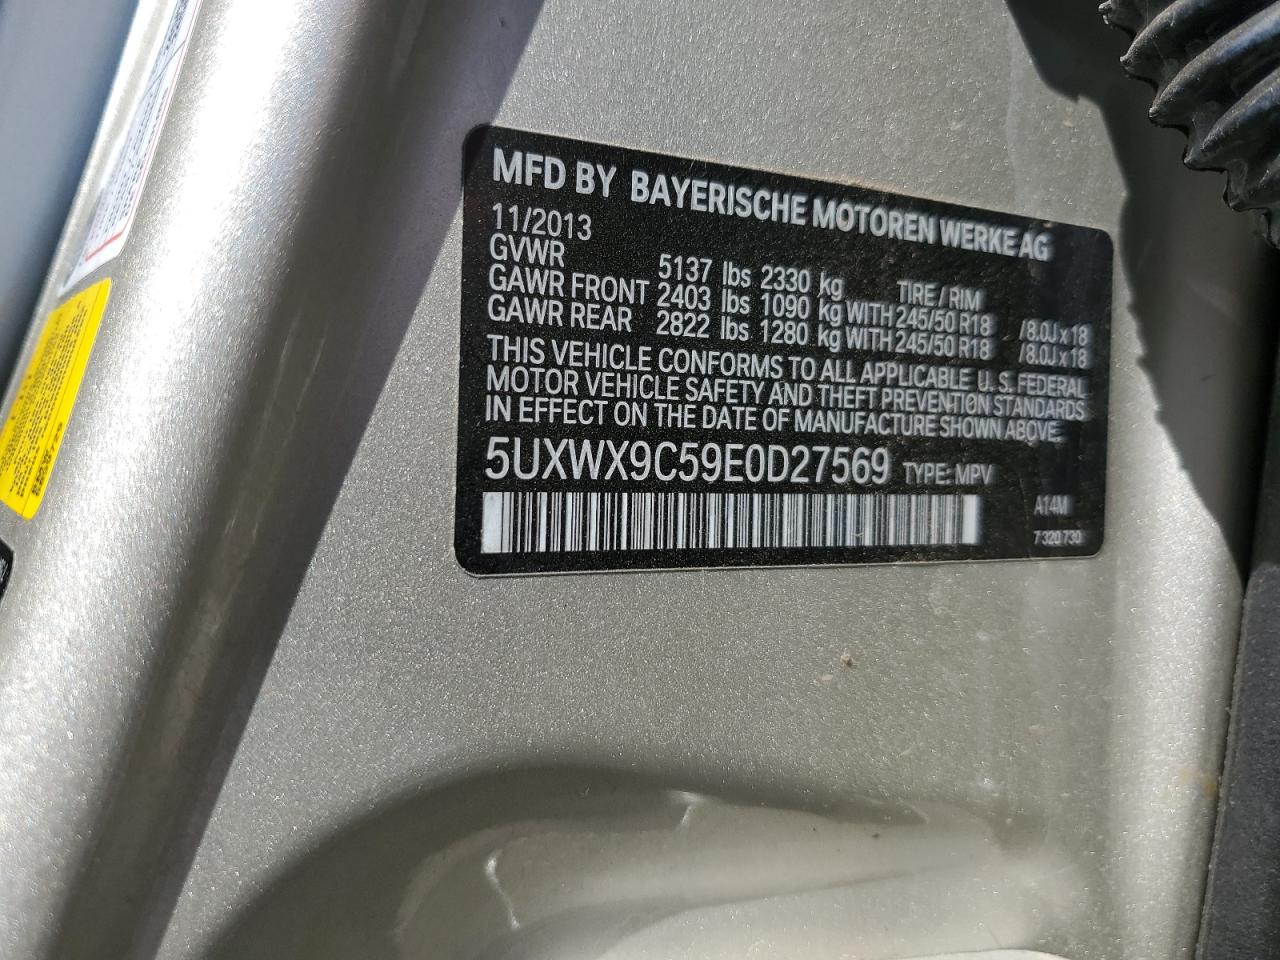 MFD BY BAYERISCHE MOTOREN WERKE AG
11/2013
GVWR 5137 lbs 2330 kg TIRE / RIM
GAWR FRONT 2403 lbs 1090 kg WITH 245/50 R18 /8.0J x 18
GAWR REAR 2822 lbs 1280 kg WITH 245/50 R18 /8.0J x 18
THIS VEHICLE CONFORMS TO ALL APPLICABLE U.S. FEDERAL
MOTOR VEHICLE SAFETY AND THEFT PREVENTION STANDARDS
IN EFFECT ON THE DATE OF MANUFACTURE SHOWN ABOVE.
5UXWX9C59E0D27569 TYPE: MPV
A14M
7 320 730